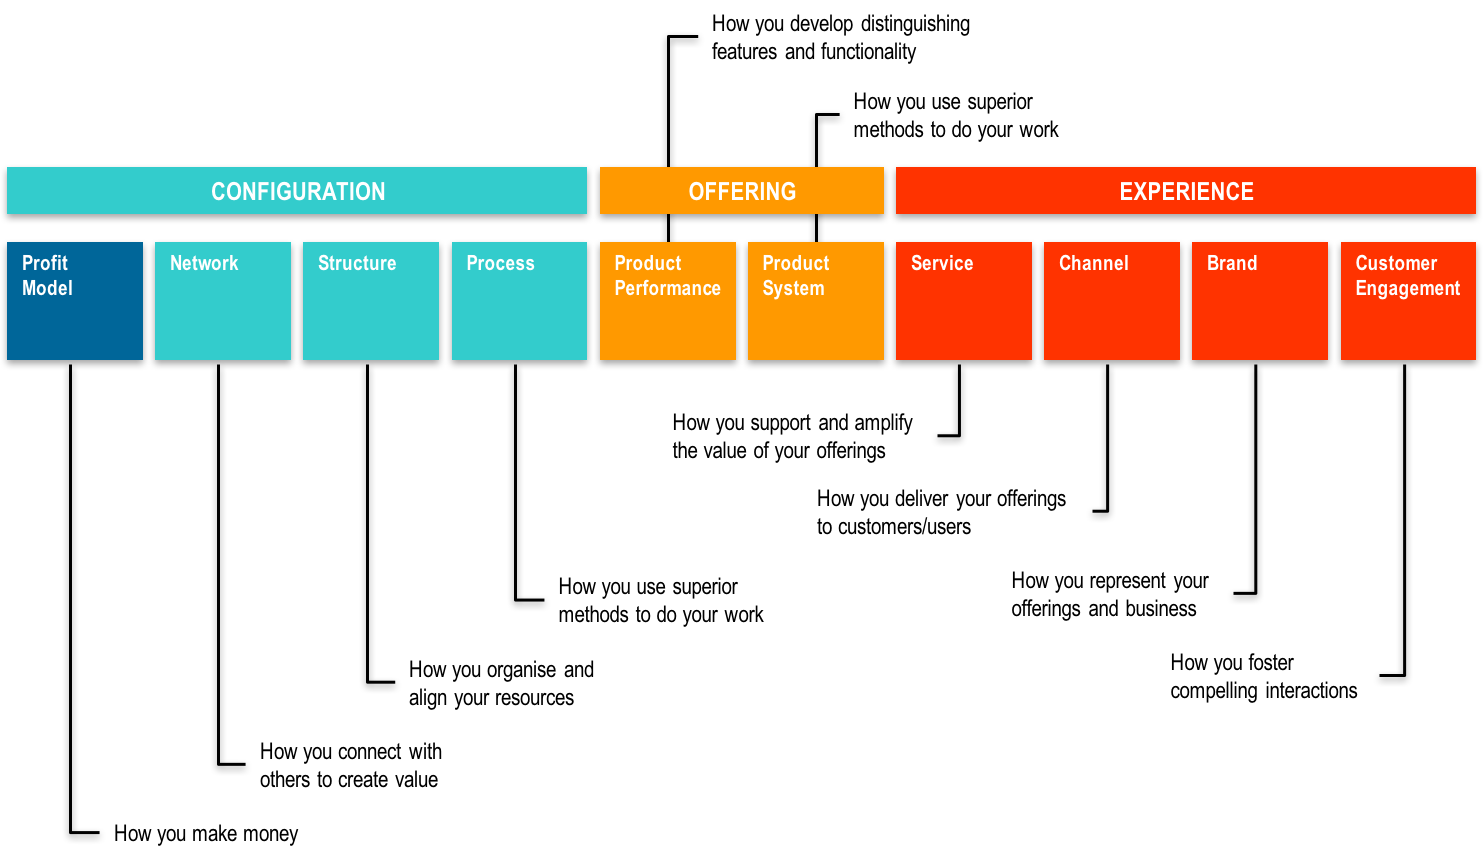 How you develop distinguishing
features and functionality
How you use superior
methods to do your work
CONFIGURATION
OFFERING
EXPERIENCE
Profit
Model
Network
Structure
Process
Product
Performance
Product
System
Service
Channel
Brand
Customer
Engagement
How you support and amplify
the value of your offerings
How you deliver your offerings
to customers/users
How you use superior
methods to do your work
How you represent your
offerings and business
How you organise and
align your resources
How you foster
compelling interactions
How you connect with
others to create value
How you make money